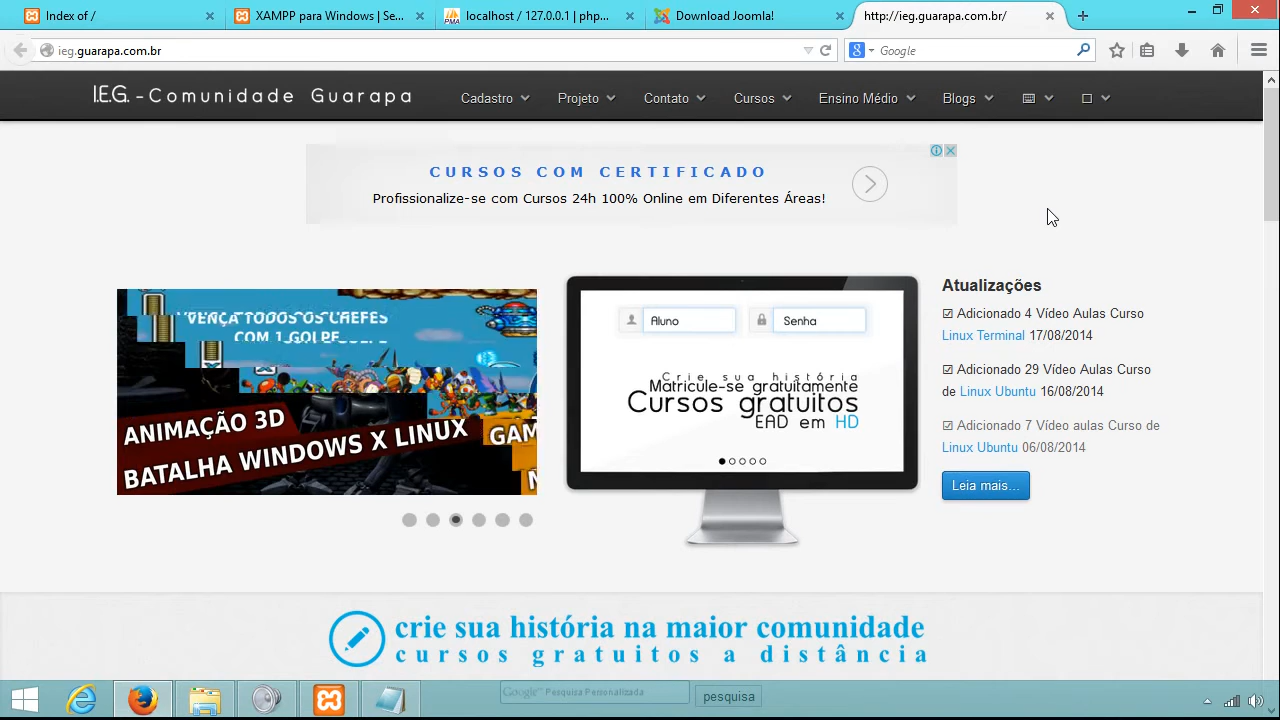 Index of /
XAMPP para Windows | Se...
localhost / 127.0.0.1 | php...
Download Joomla!
http://ieg.guarapa.com.br/
ieg.guarapa.com.br
Google
I.E.G. - Comunidade Guarapa
Cadastro
Projeto
Contato
Cursos
Ensino Médio
Blogs
CURSOS COM CERTIFICADO
Profissionalize-se com Cursos 24h 100% Online em Diferentes Áreas!
VENÇA TODOS OS CHEFES
COM 1 GOLPE
ANIMAÇÃO 3D
BATALHA WINDOWS X LINUX
Aluno
Senha
Crie sua história
Matricule-se gratuitamente
Cursos gratuitos
EAD em HD
Atualizações
Adicionado 4 Vídeo Aulas Curso
Linux Terminal 17/08/2014
Adicionado 29 Vídeo Aulas Curso
de Linux Ubuntu 16/08/2014
Adicionado 7 Vídeo aulas Curso de
Linux Ubuntu 06/08/2014
Leia mais...
crie sua história na maior comunidade
cursos gratuitos a distância
Google™ Pesquisa Personalizada
pesquisa